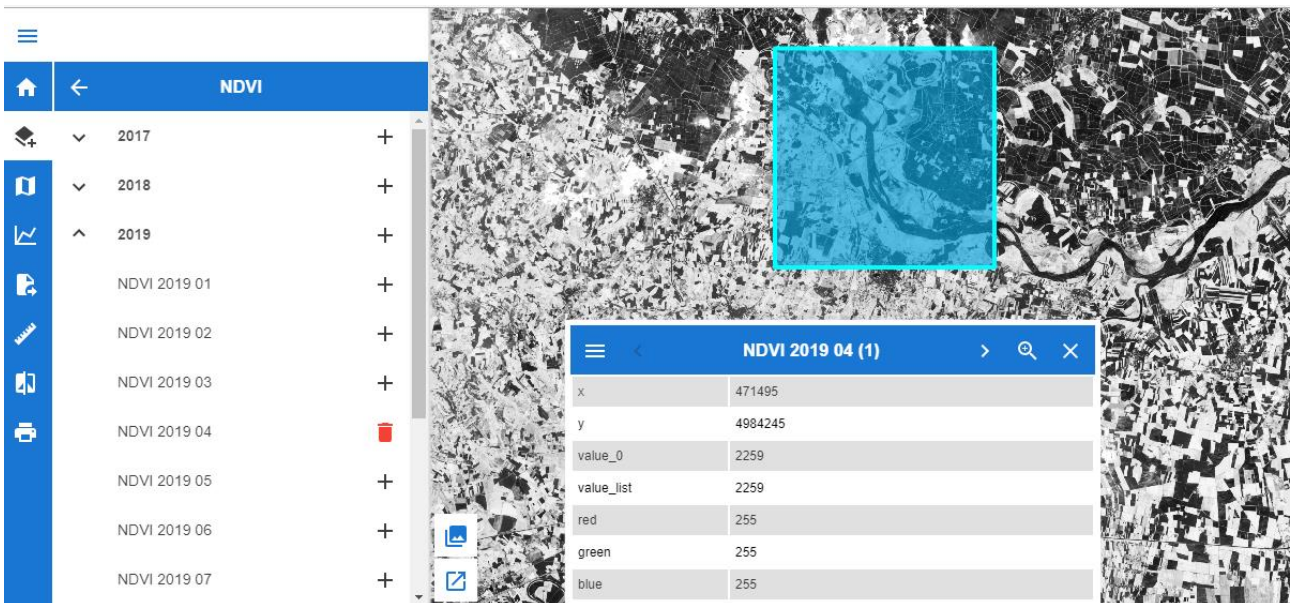 NDVI
2017
2018
2019
NDVI 2019 01
NDVI 2019 02
NDVI 2019 03
NDVI 2019 04
NDVI 2019 05
NDVI 2019 06
NDVI 2019 07
NDVI 2019 04 (1)
x 471495
y 4984245
value_0 2259
value_list 2259
red 255
green 255
blue 255